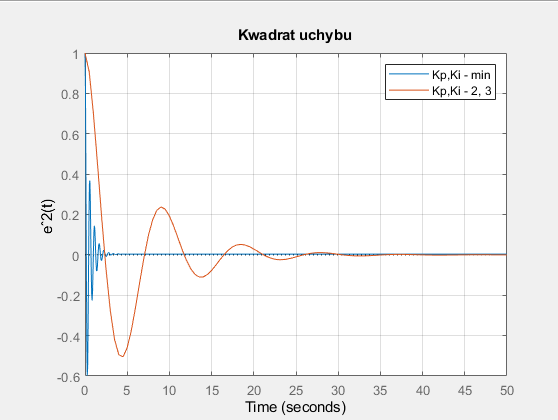 Kwadrat uchybu
Kp,Ki - min
Kp,Ki - 2, 3
e^2(t)
1
0.8
0.6
0.4
0.2
0
-0.2
-0.4
-0.6
0 5 10 15 20 25 30 35 40 45 50
Time (seconds)